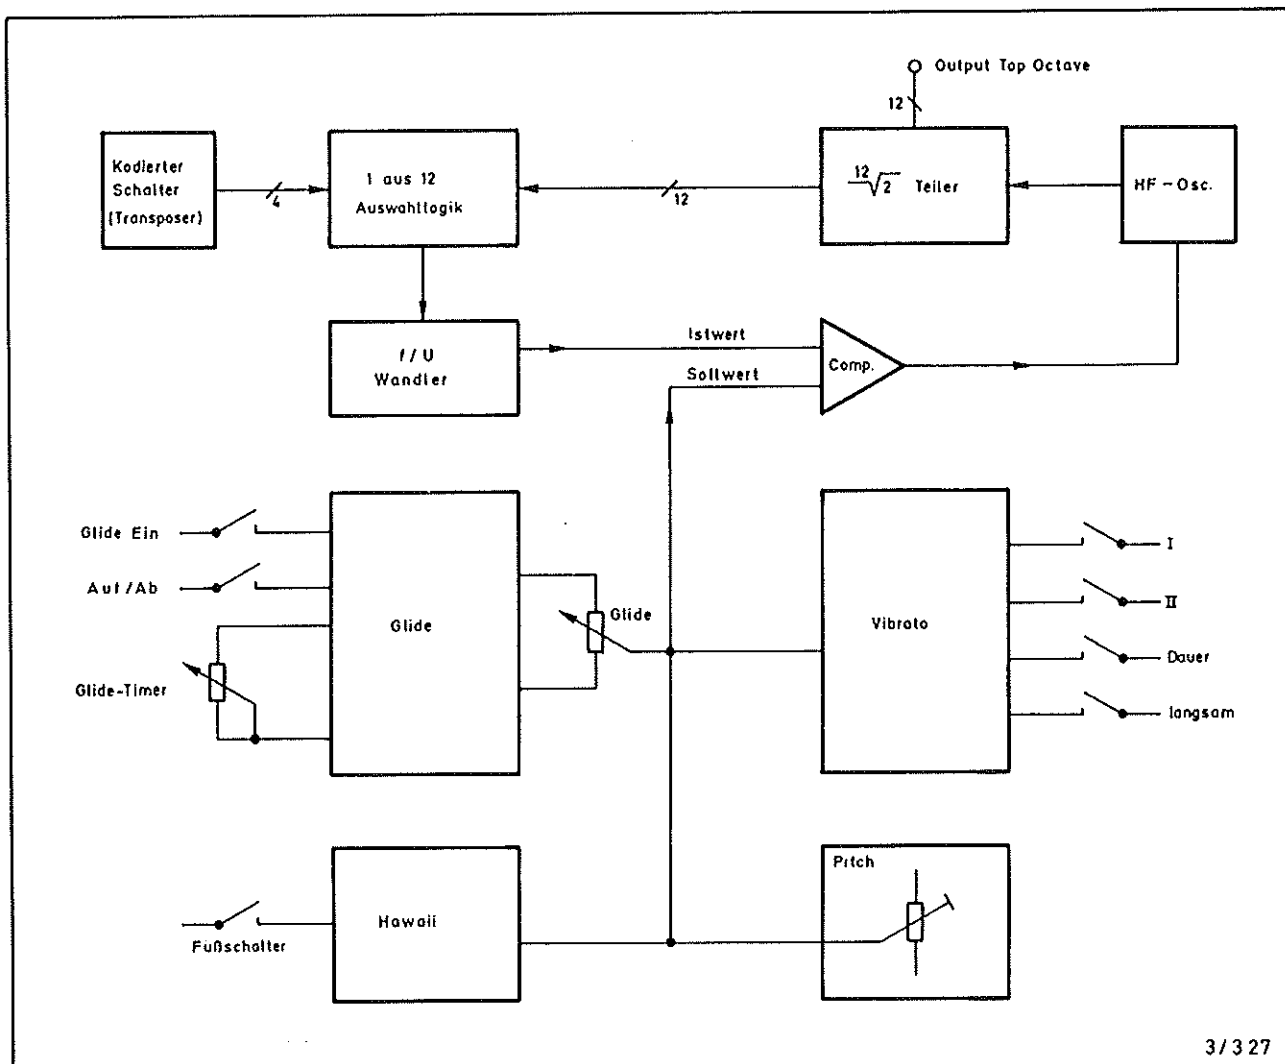 Output Top Octave
12
Kodierter
Schalter
(Transposer)
4
1 aus 12
Auswahllogik
12
12√2 Teiler
HF-Osc.
f/U
Wandler
Istwert
Sollwert
Comp.
Glide Ein
Auf/Ab
Glide-Timer
Glide
Glide
Vibrato
I
II
Dauer
langsam
Fußschalter
Hawaii
Pitch
3/327